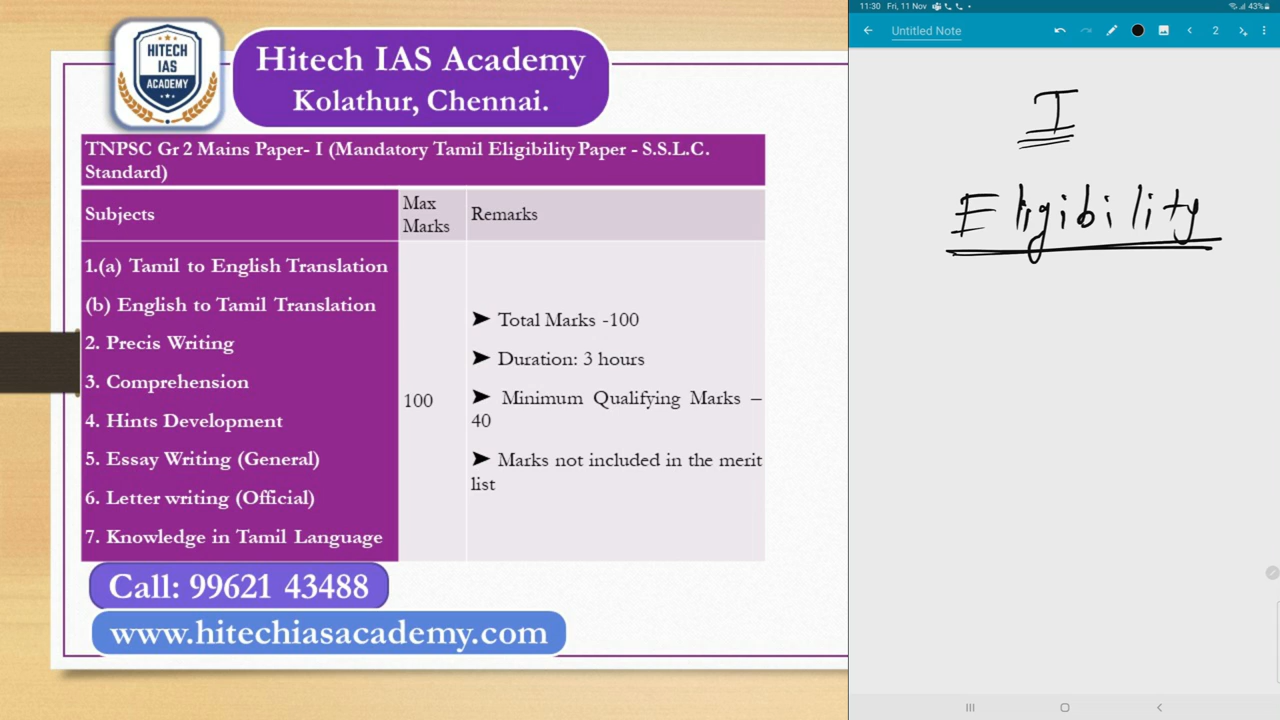 HITECH
IAS
ACADEMY
Hitech IAS Academy
Kolathur, Chennai.
TNPSC Gr 2 Mains Paper- I (Mandatory Tamil Eligibility Paper - S.S.L.C.
Standard)
Subjects
Max
Marks
Remarks
1.(a) Tamil to English Translation
(b) English to Tamil Translation
2. Precis Writing
3. Comprehension
4. Hints Development
5. Essay Writing (General)
6. Letter writing (Official)
7. Knowledge in Tamil Language
100
➤ Total Marks -100
➤ Duration: 3 hours
➤ Minimum Qualifying Marks –
40
➤ Marks not included in the merit
list
Call: 99621 43488
www.hitechiasacademy.com
11:30 Fri, 11 Nov
43%
Untitled Note
2
I
Eligibility